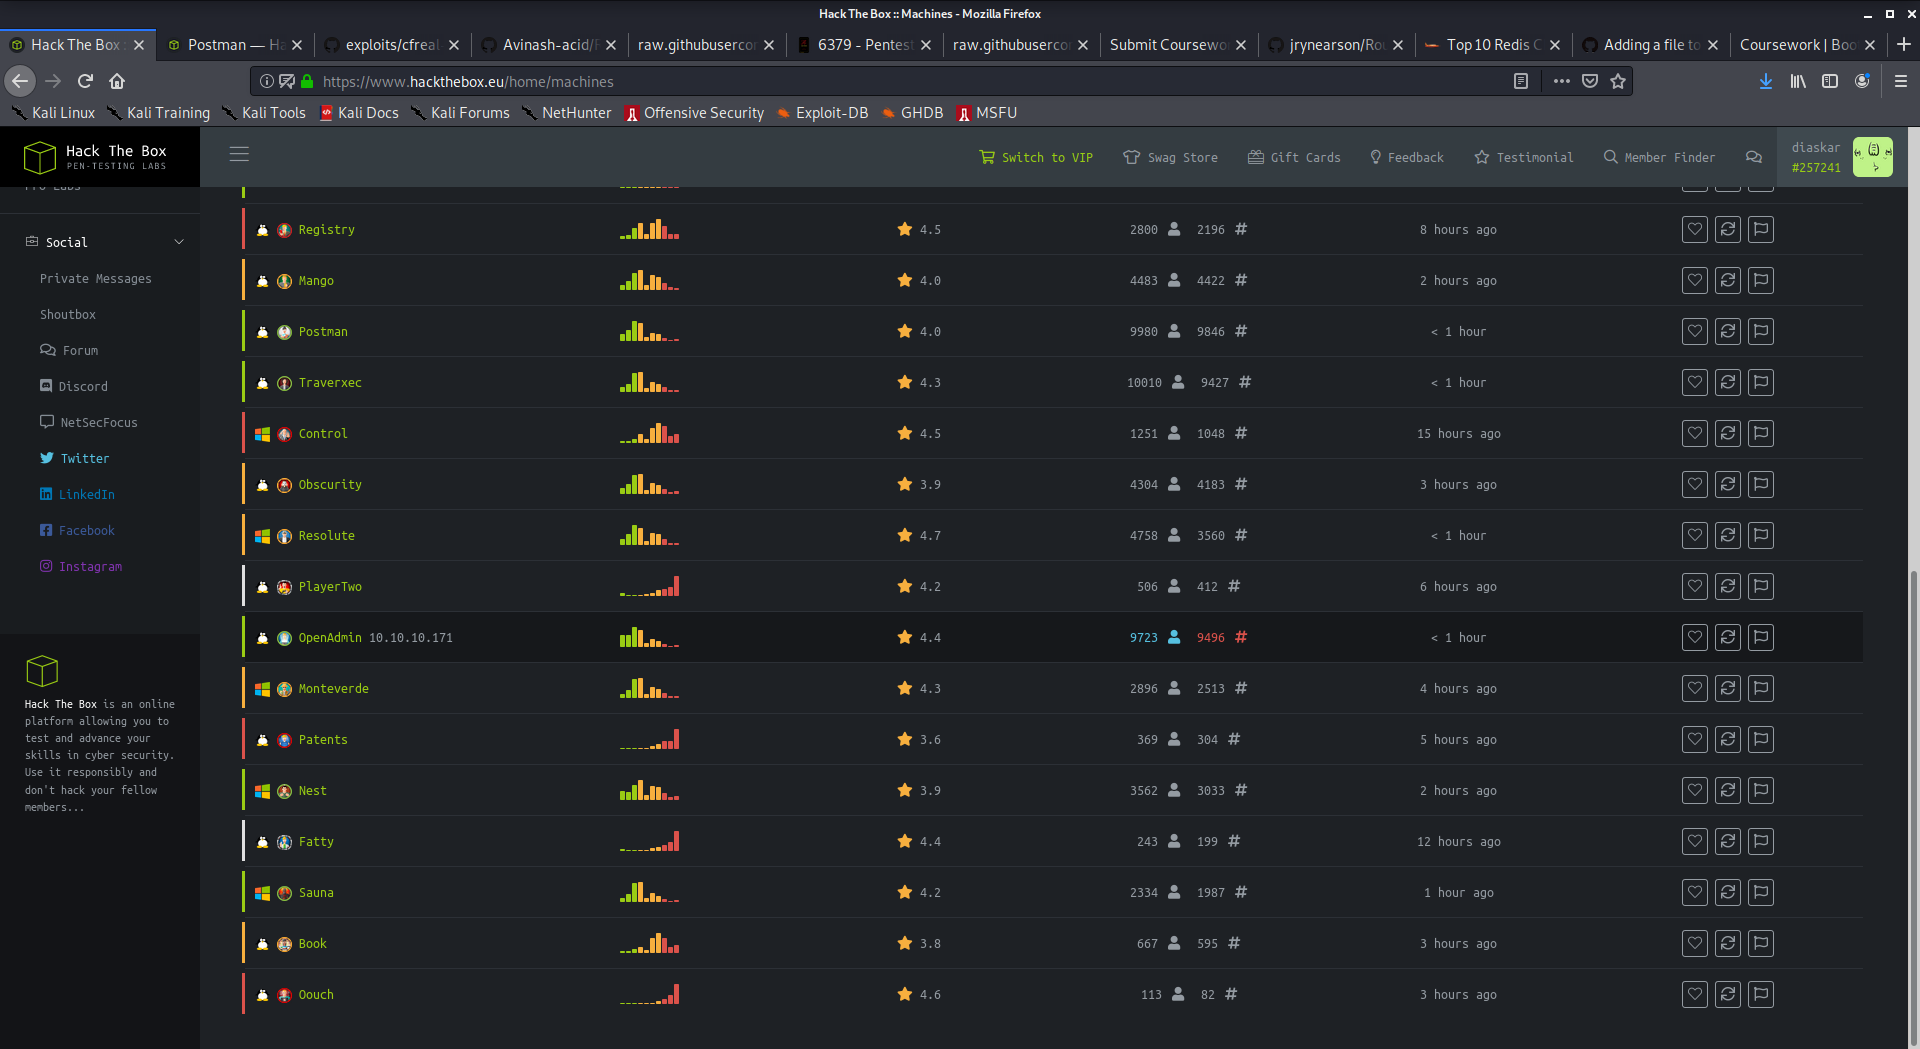 Hack The Box :: Machines - Mozilla Firefox
Hack The Box : Postman — Ha exploits/cfreal Avinash-acid/R raw.githubusercon 6379 - Pentest raw.githubusercon Submit Coursewo jrynearson/Rou Top 10 Redis C Adding a file to Coursework | Boo
https://www.hackthebox.eu/home/machines
Kali Linux Kali Training Kali Tools Kali Docs Kali Forums NetHunter Offensive Security Exploit-DB GHDB MSFU
Hack The Box
PEN-TESTING LABS
Switch to VIP Swag Store Gift Cards Feedback Testimonial Member Finder
diaskar
#257241
Pro Labs
Social
Private Messages
Shoutbox
Forum
Discord
NetSecFocus
Twitter
LinkedIn
Facebook
Instagram
Hack The Box is an online
platform allowing you to
test and advance your
skills in cyber security.
Use it responsibly and
don't hack your fellow
members...
Registry 4.5 2800 2196 # 8 hours ago
Mango 4.0 4483 4422 # 2 hours ago
Postman 4.0 9980 9846 # < 1 hour
Traverxec 4.3 10010 9427 # < 1 hour
Control 4.5 1251 1048 # 15 hours ago
Obscurity 3.9 4304 4183 # 3 hours ago
Resolute 4.7 4758 3560 # < 1 hour
PlayerTwo 4.2 506 412 # 6 hours ago
OpenAdmin 10.10.10.171 4.4 9723 9496 # < 1 hour
Monteverde 4.3 2896 2513 # 4 hours ago
Patents 3.6 369 304 # 5 hours ago
Nest 3.9 3562 3033 # 2 hours ago
Fatty 4.4 243 199 # 12 hours ago
Sauna 4.2 2334 1987 # 1 hour ago
Book 3.8 667 595 # 3 hours ago
Oouch 4.6 113 82 # 3 hours ago